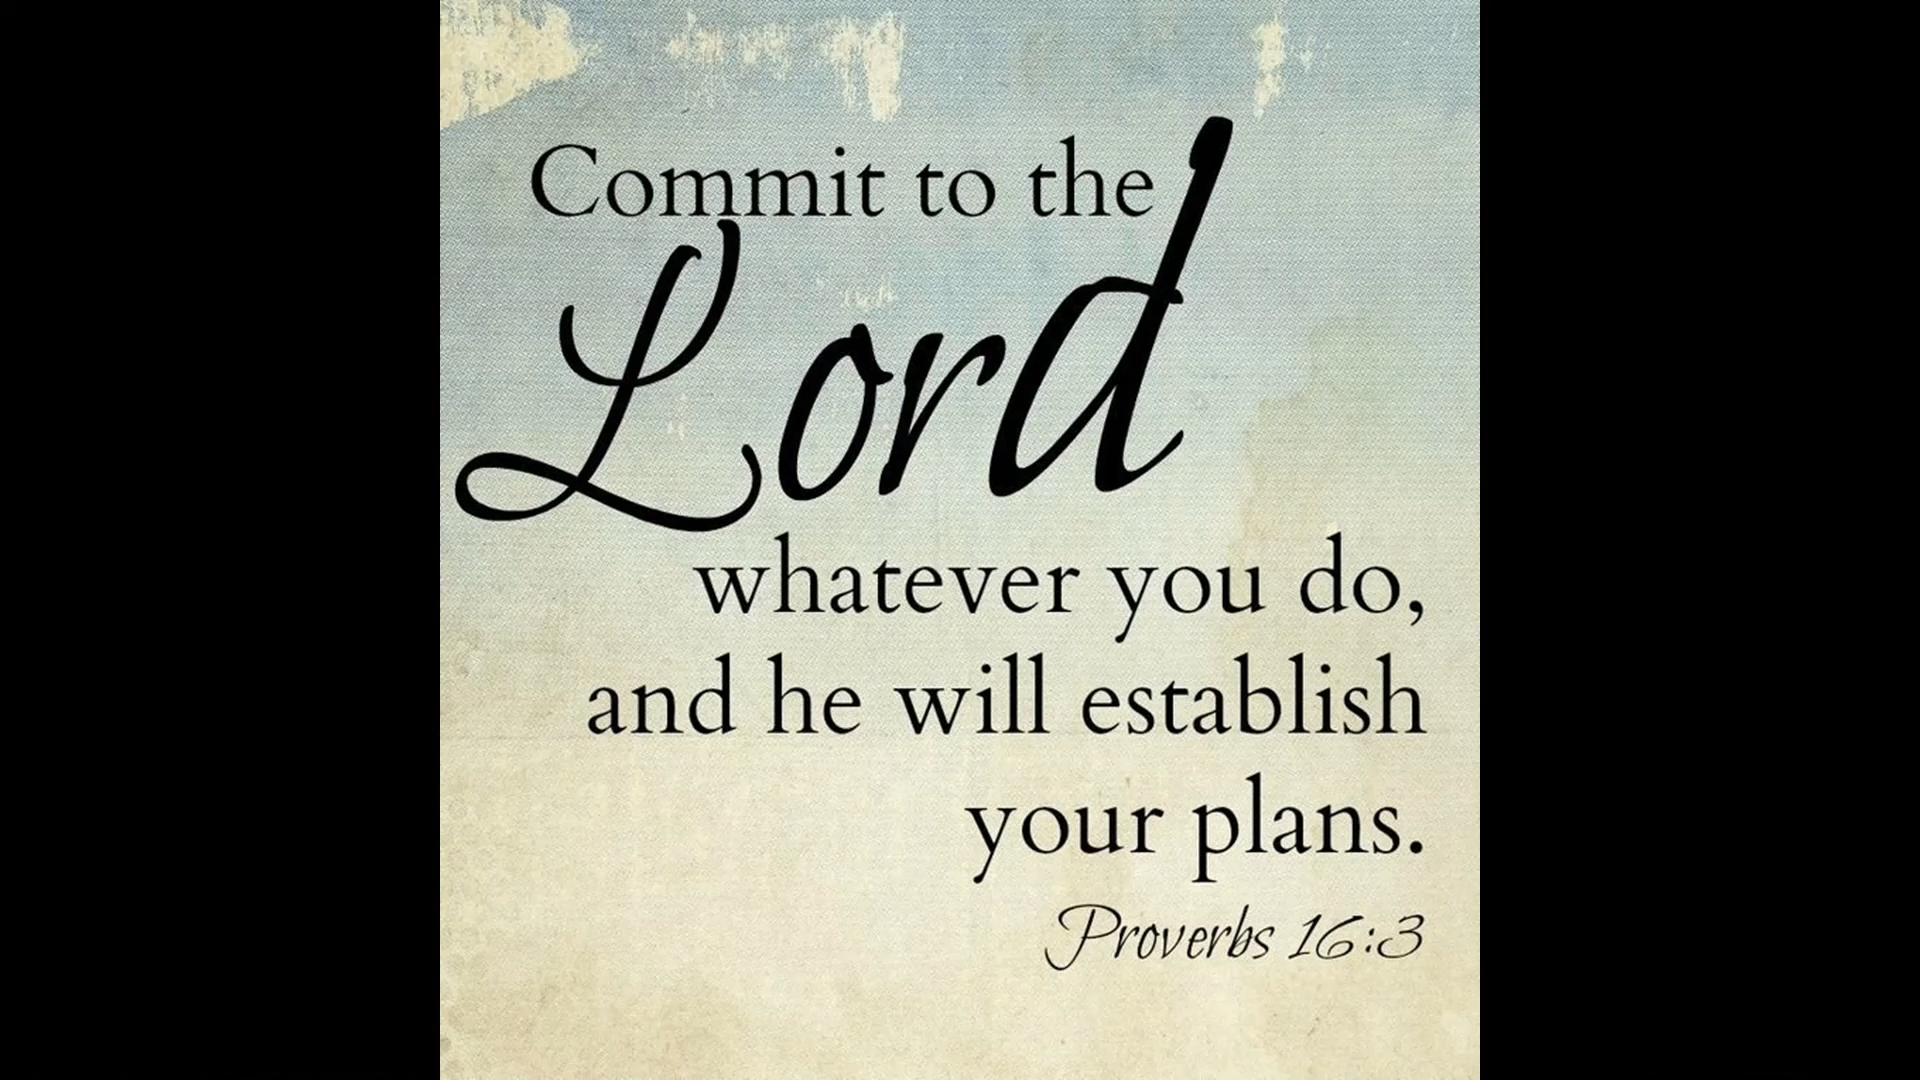 Commit to the
Lord
whatever you do,
and he will establish
your plans.
Proverbs 16:3